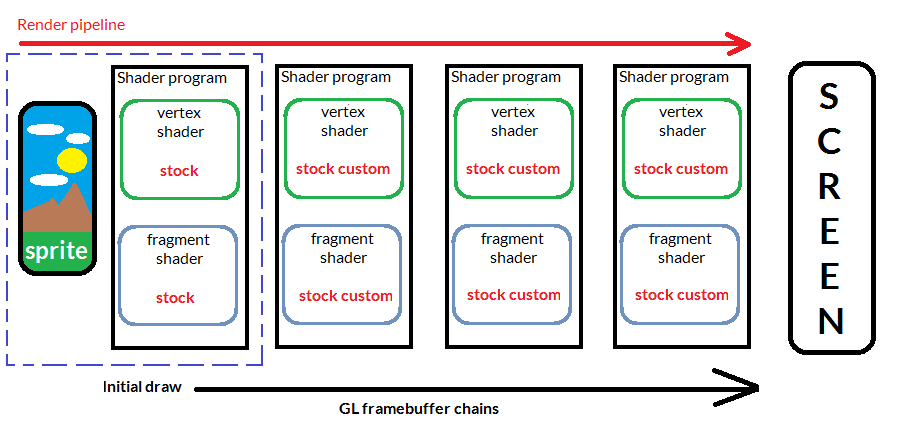 Render pipeline
Shader program
vertex
shader
stock
fragment
shader
stock
Shader program
vertex
shader
stock custom
fragment
shader
stock custom
Shader program
vertex
shader
stock custom
fragment
shader
stock custom
Shader program
vertex
shader
stock custom
fragment
shader
stock custom
sprite
SCREEN
Initial draw
GL framebuffer chains